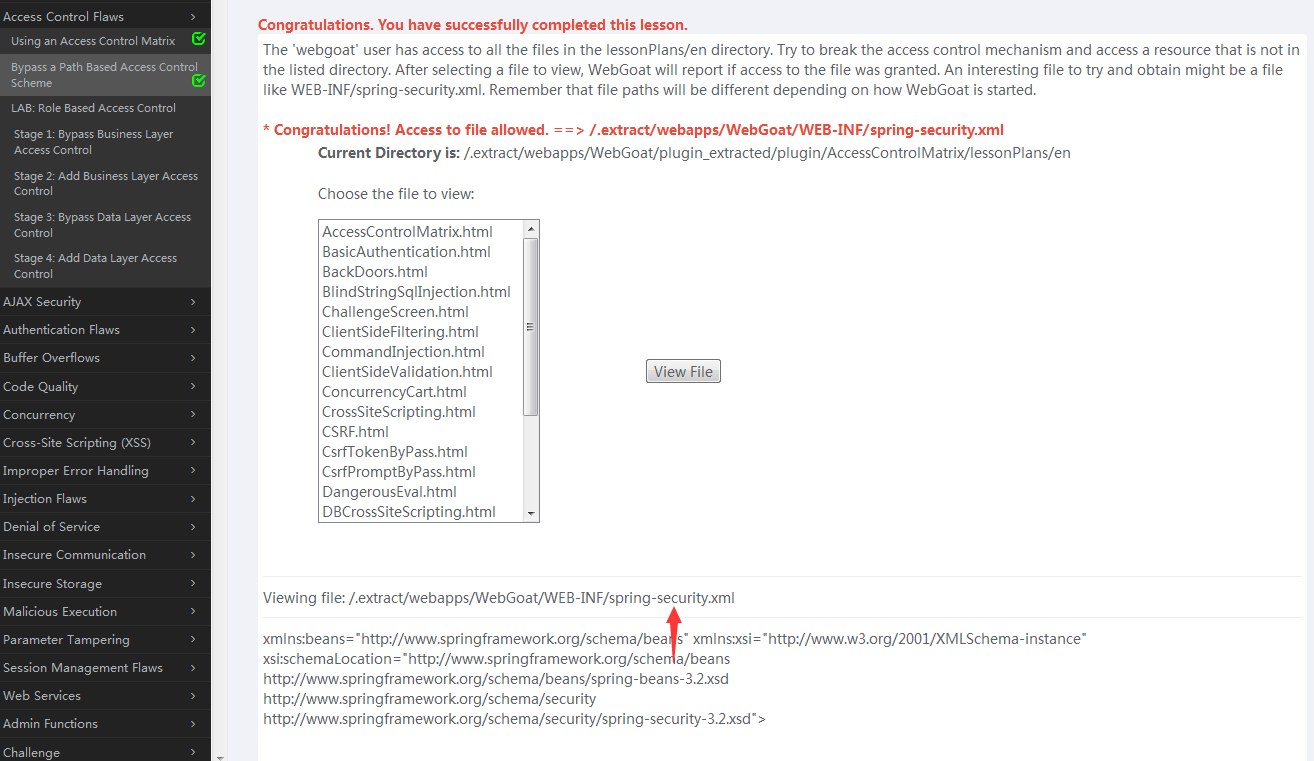 Access Control Flaws
Using an Access Control Matrix
Bypass a Path Based Access Control
Scheme
LAB: Role Based Access Control
Stage 1: Bypass Business Layer
Access Control
Stage 2: Add Business Layer Access
Control
Stage 3: Bypass Data Layer Access
Control
Stage 4: Add Data Layer Access
Control
AJAX Security
Authentication Flaws
Buffer Overflows
Code Quality
Concurrency
Cross-Site Scripting (XSS)
Improper Error Handling
Injection Flaws
Denial of Service
Insecure Communication
Insecure Storage
Malicious Execution
Parameter Tampering
Session Management Flaws
Web Services
Admin Functions
Challenge
Congratulations. You have successfully completed this lesson.
The 'webgoat' user has access to all the files in the lessonPlans/en directory. Try to break the access control mechanism and access a resource that is not in
the listed directory. After selecting a file to view, WebGoat will report if access to the file was granted. An interesting file to try and obtain might be a file
like WEB-INF/spring-security.xml. Remember that file paths will be different depending on how WebGoat is started.
* Congratulations! Access to file allowed. ==> /.extract/webapps/WebGoat/WEB-INF/spring-security.xml
Current Directory is: /.extract/webapps/WebGoat/plugin_extracted/plugin/AccessControlMatrix/lessonPlans/en
Choose the file to view:
AccessControlMatrix.html
BasicAuthentication.html
BackDoors.html
BlindStringSqlInjection.html
ChallengeScreen.html
ClientSideFiltering.html
CommandInjection.html
ClientSideValidation.html
ConcurrencyCart.html
CrossSiteScripting.html
CSRF.html
CsrfTokenByPass.html
CsrfPromptByPass.html
DangerousEval.html
DBCrossSiteScripting.html
View File
Viewing file: /.extract/webapps/WebGoat/WEB-INF/spring-security.xml
xmlns:beans="http://www.springframework.org/schema/beans" xmlns:xsi="http://www.w3.org/2001/XMLSchema-instance"
xsi:schemaLocation="http://www.springframework.org/schema/beans
http://www.springframework.org/schema/beans/spring-beans-3.2.xsd
http://www.springframework.org/schema/security
http://www.springframework.org/schema/security/spring-security-3.2.xsd">